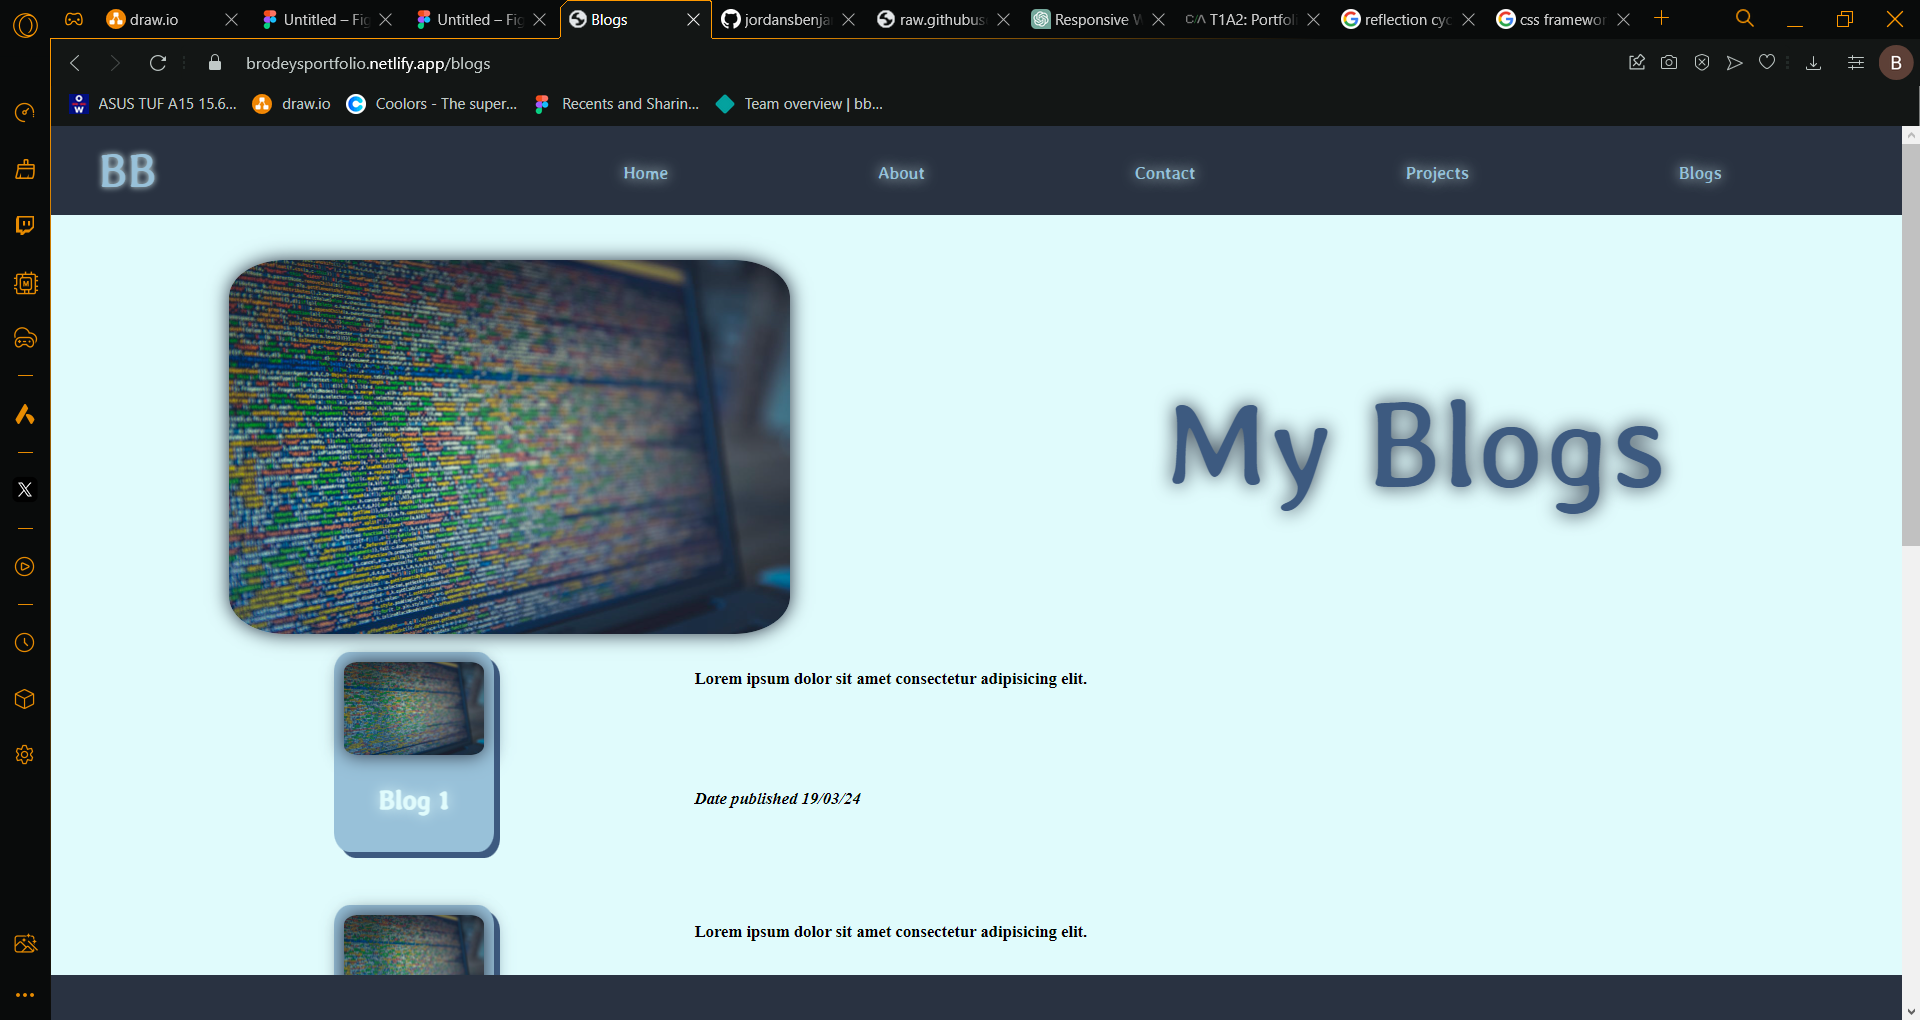 draw.io
Untitled – Fig
Untitled – Fig
Blogs
jordansbenja
raw.githubus
Responsive W
C/A T1A2: Portfoli
reflection cyc
css framewor
brodeysportfolio.netlify.app/blogs
B
OW
ASUS TUF A15 15.6...
draw.io
Coolors - The super...
Recents and Sharin...
Team overview | bb...
BB
Home
About
Contact
Projects
Blogs
My Blogs
Lorem ipsum dolor sit amet consectetur adipisicing elit.
Blog 1
Date published 19/03/24
Lorem ipsum dolor sit amet consectetur adipisicing elit.